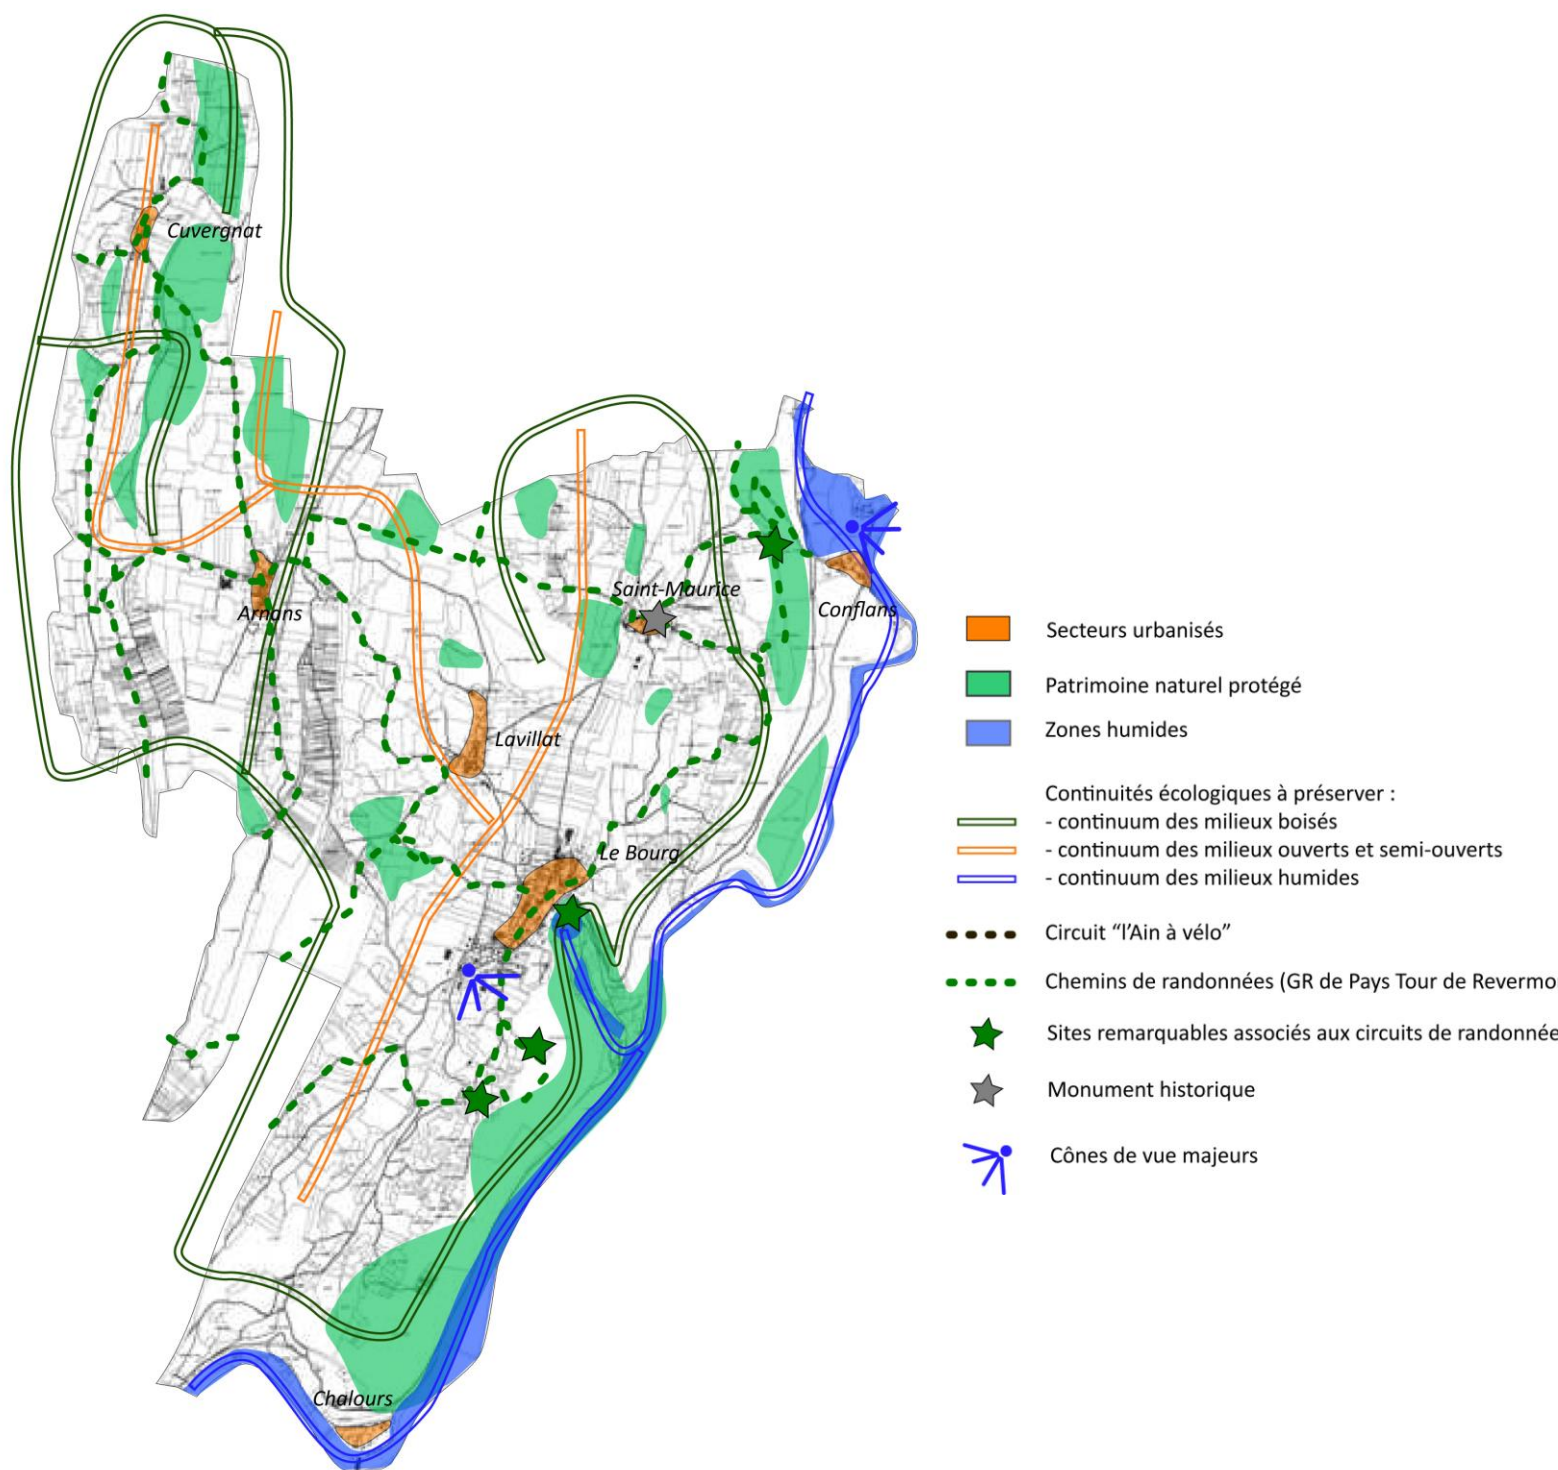 Cuvergnat
Saint-Maurice
Arnans
Conflans
Lavillat
Le Bourg
Chalours
Secteurs urbanisés
Patrimoine naturel protégé
Zones humides
Continuités écologiques à préserver :
- continuum des milieux boisés
- continuum des milieux ouverts et semi-ouverts
- continuum des milieux humides
Circuit “l’Ain à vélo”
Chemins de randonnées (GR de Pays Tour de Revermo
Sites remarquables associés aux circuits de randonnée
Monument historique
Cônes de vue majeurs